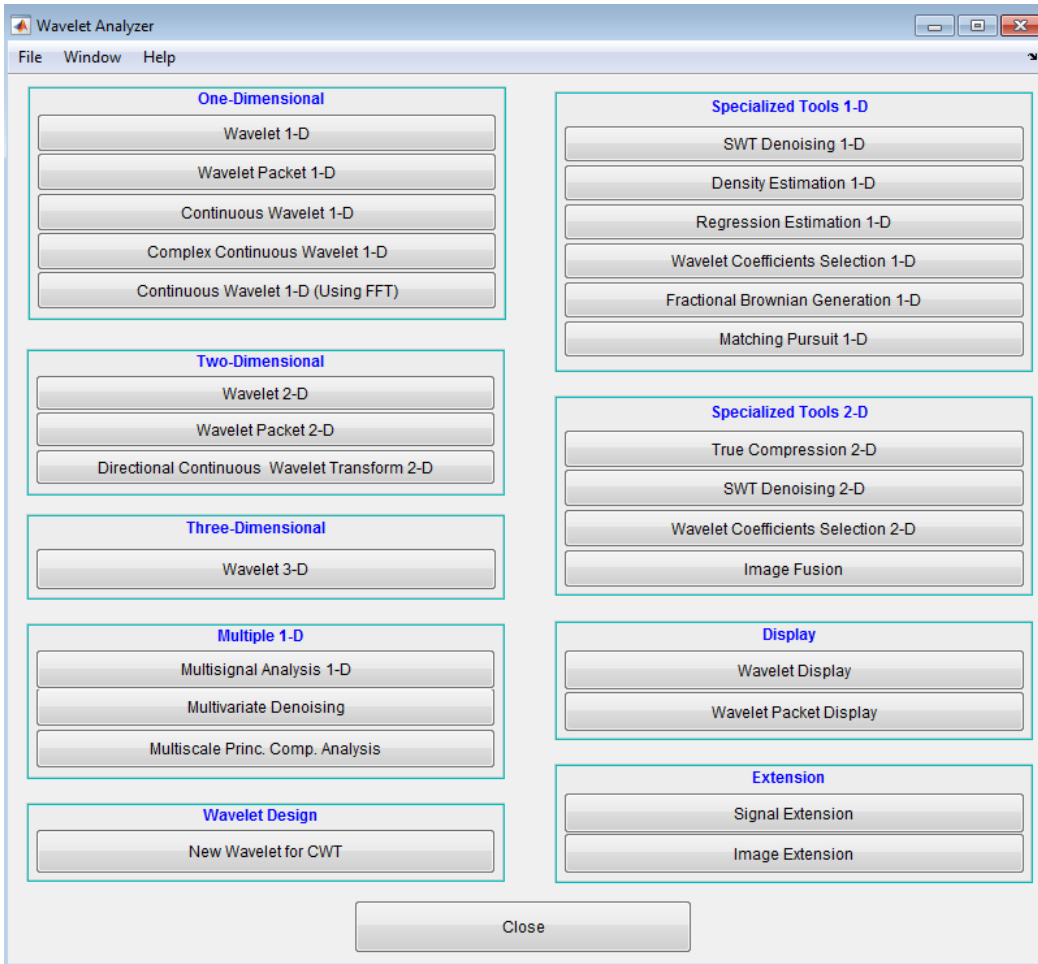 Wavelet Analyzer
File Window Help
One-Dimensional
Wavelet 1-D
Wavelet Packet 1-D
Continuous Wavelet 1-D
Complex Continuous Wavelet 1-D
Continuous Wavelet 1-D (Using FFT)
Two-Dimensional
Wavelet 2-D
Wavelet Packet 2-D
Directional Continuous  Wavelet Transform 2-D
Three-Dimensional
Wavelet 3-D
Multiple 1-D
Multisignal Analysis 1-D
Multivariate Denoising
Multiscale Princ. Comp. Analysis
Wavelet Design
New Wavelet for CWT
Specialized Tools 1-D
SWT Denoising 1-D
Density Estimation 1-D
Regression Estimation 1-D
Wavelet Coefficients Selection 1-D
Fractional Brownian Generation 1-D
Matching Pursuit 1-D
Specialized Tools 2-D
True Compression 2-D
SWT Denoising 2-D
Wavelet Coefficients Selection 2-D
Image Fusion
Display
Wavelet Display
Wavelet Packet Display
Extension
Signal Extension
Image Extension
Close